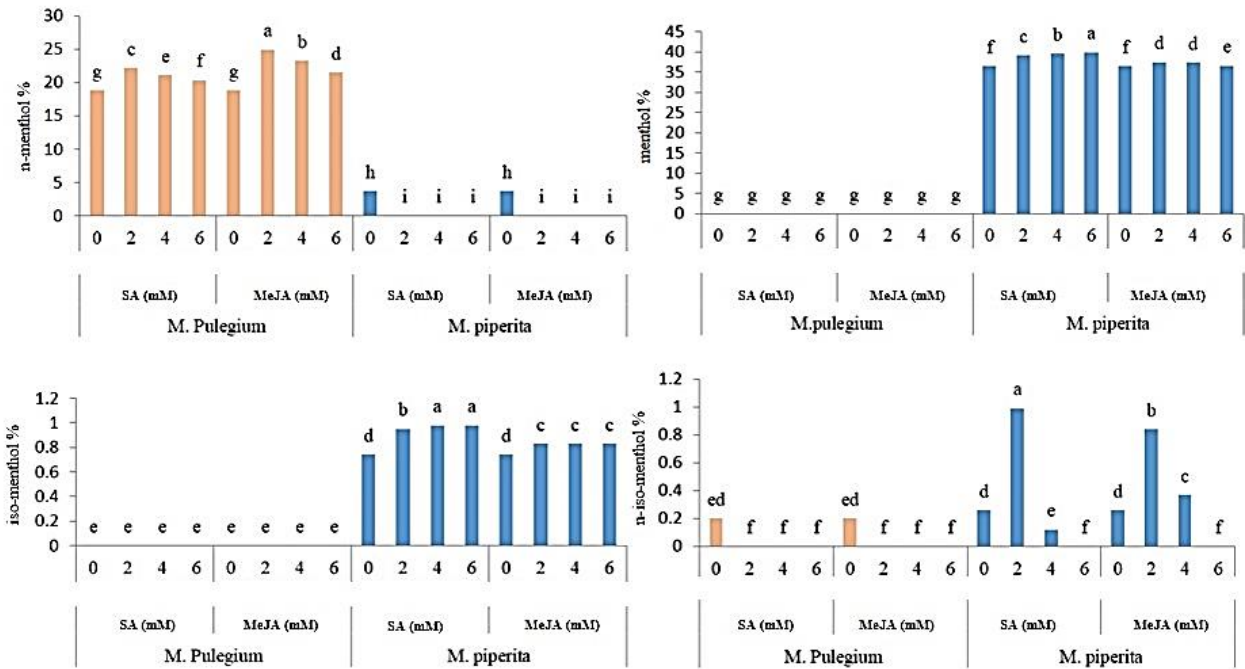 n-menthol %
30
25
20
15
10
5
0
g c e f g a b d h i i i h i i i
0 2 4 6 0 2 4 6 0 2 4 6 0 2 4 6
SA (mM) MeJA (mM) SA (mM) MeJA (mM)
M. Pulegium M. piperita
menthol %
45
40
35
30
25
20
15
10
5
0
g g g g g g g g f c b a f d d e
0 2 4 6 0 2 4 6 0 2 4 6 0 2 4 6
SA (mM) MeJA (mM) SA (mM) MeJA (mM)
M.pulegium M. piperita
iso-menthol %
1.2
1
0.8
0.6
0.4
0.2
0
e e e e e e e e d b a a d c c c
0 2 4 6 0 2 4 6 0 2 4 6 0 2 4 6
SA (mM) MeJA (mM) SA (mM) MeJA (mM)
M. Pulegium M. piperita
n-iso-menthol %
1.2
1
0.8
0.6
0.4
0.2
0
ed f f f ed f f f d a e f d b c f
0 2 4 6 0 2 4 6 0 2 4 6 0 2 4 6
SA (mM) MeJA (mM) SA (mM) MeJA (mM)
M. Pulegium M. piperita